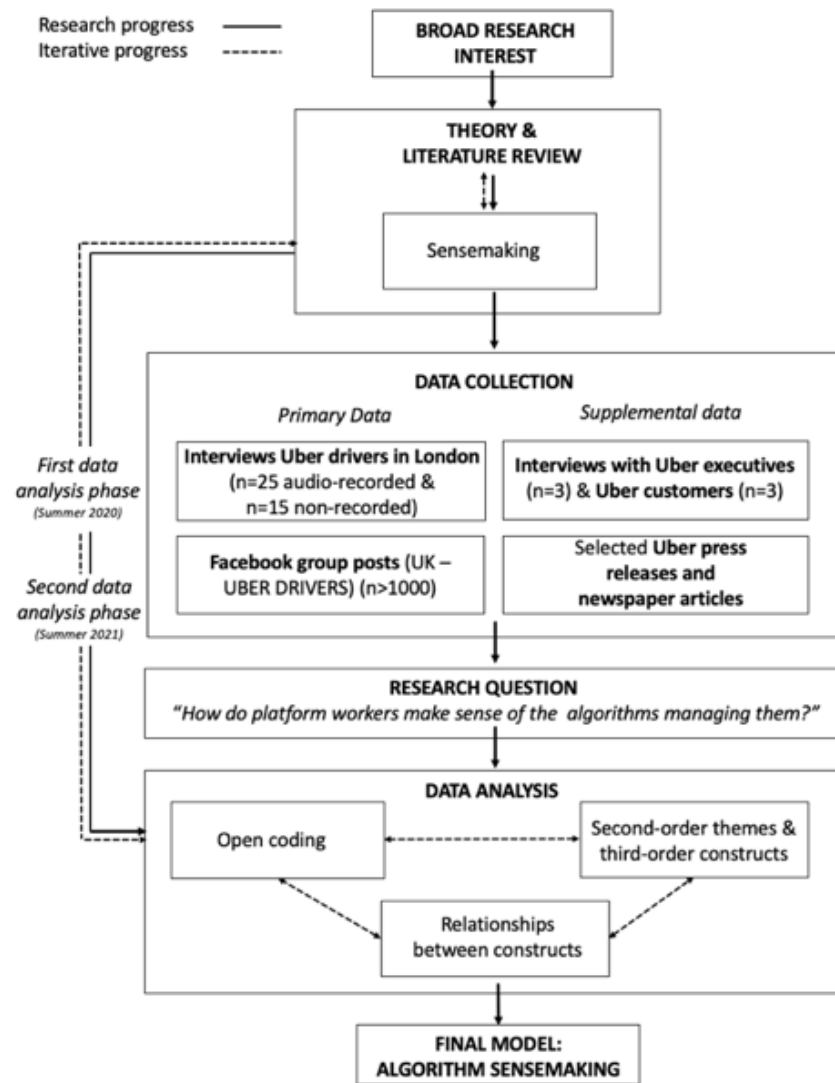 Research progress
Iterative progress
BROAD RESEARCH
INTEREST
THEORY &
LITERATURE REVIEW
Sensemaking
DATA COLLECTION
Primary Data
Supplemental data
Interviews Uber drivers in London
(n=25 audio-recorded &
n=15 non-recorded)
Interviews with Uber executives
(n=3) & Uber customers (n=3)
Facebook group posts (UK –
UBER DRIVERS) (n>1000)
Selected Uber press
releases and
newspaper articles
First data
analysis phase
(Summer 2020)
Second data
analysis phase
(Summer 2021)
RESEARCH QUESTION
“How do platform workers make sense of the algorithms managing them?”
DATA ANALYSIS
Open coding
Second-order themes &
third-order constructs
Relationships
between constructs
FINAL MODEL:
ALGORITHM SENSEMAKING